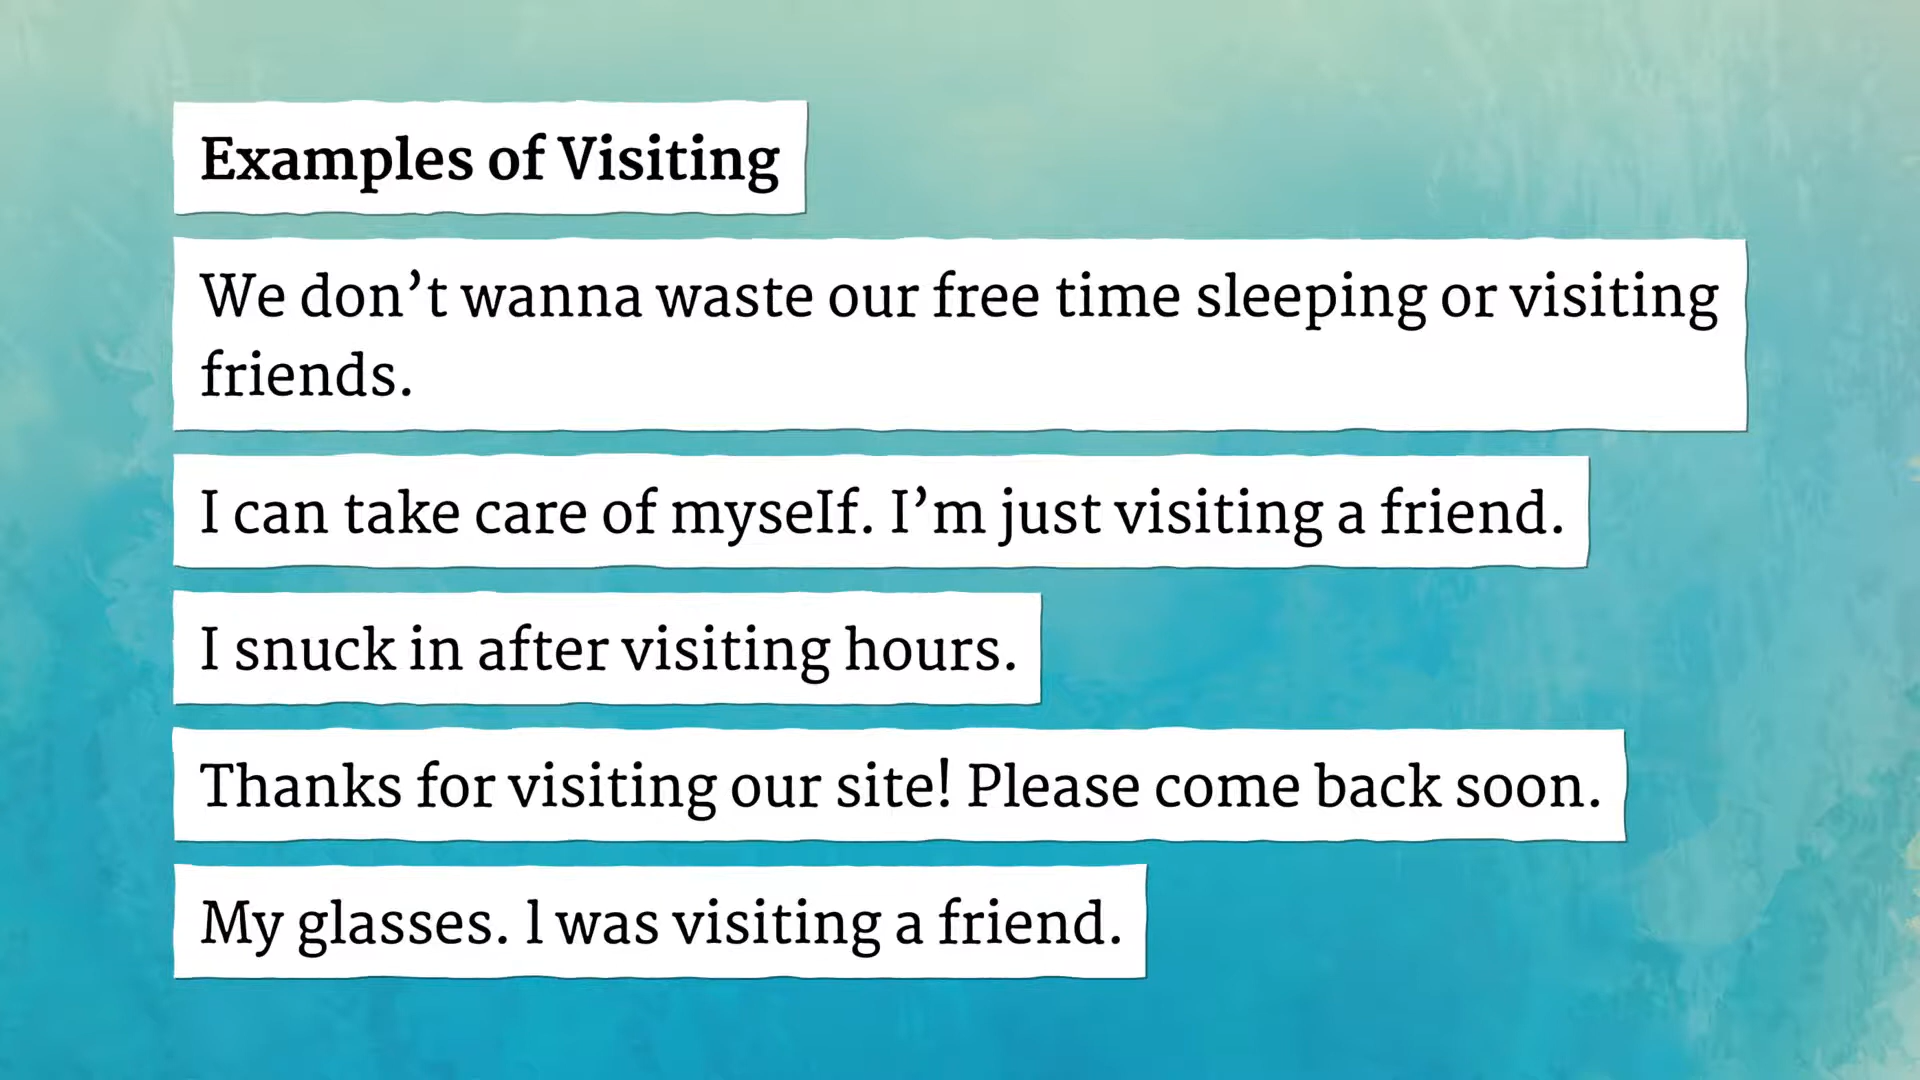 Examples of Visiting
We don’t wanna waste our free time sleeping or visiting
friends.
I can take care of myseIf. I’m just visiting a friend.
I snuck in after visiting hours.
Thanks for visiting our site! Please come back soon.
My glasses. l was visiting a friend.